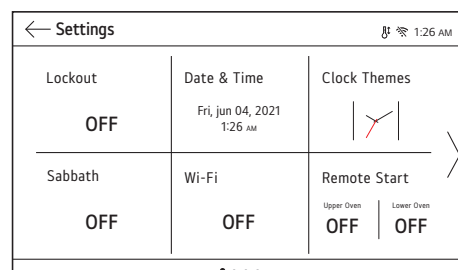 Settings
1:26 AM
Lockout
OFF
Date & Time
Fri, jun 04, 2021
1:26 AM
Clock Themes
Sabbath
OFF
Wi-Fi
OFF
Remote Start
Upper Oven
OFF
Lower Oven
OFF